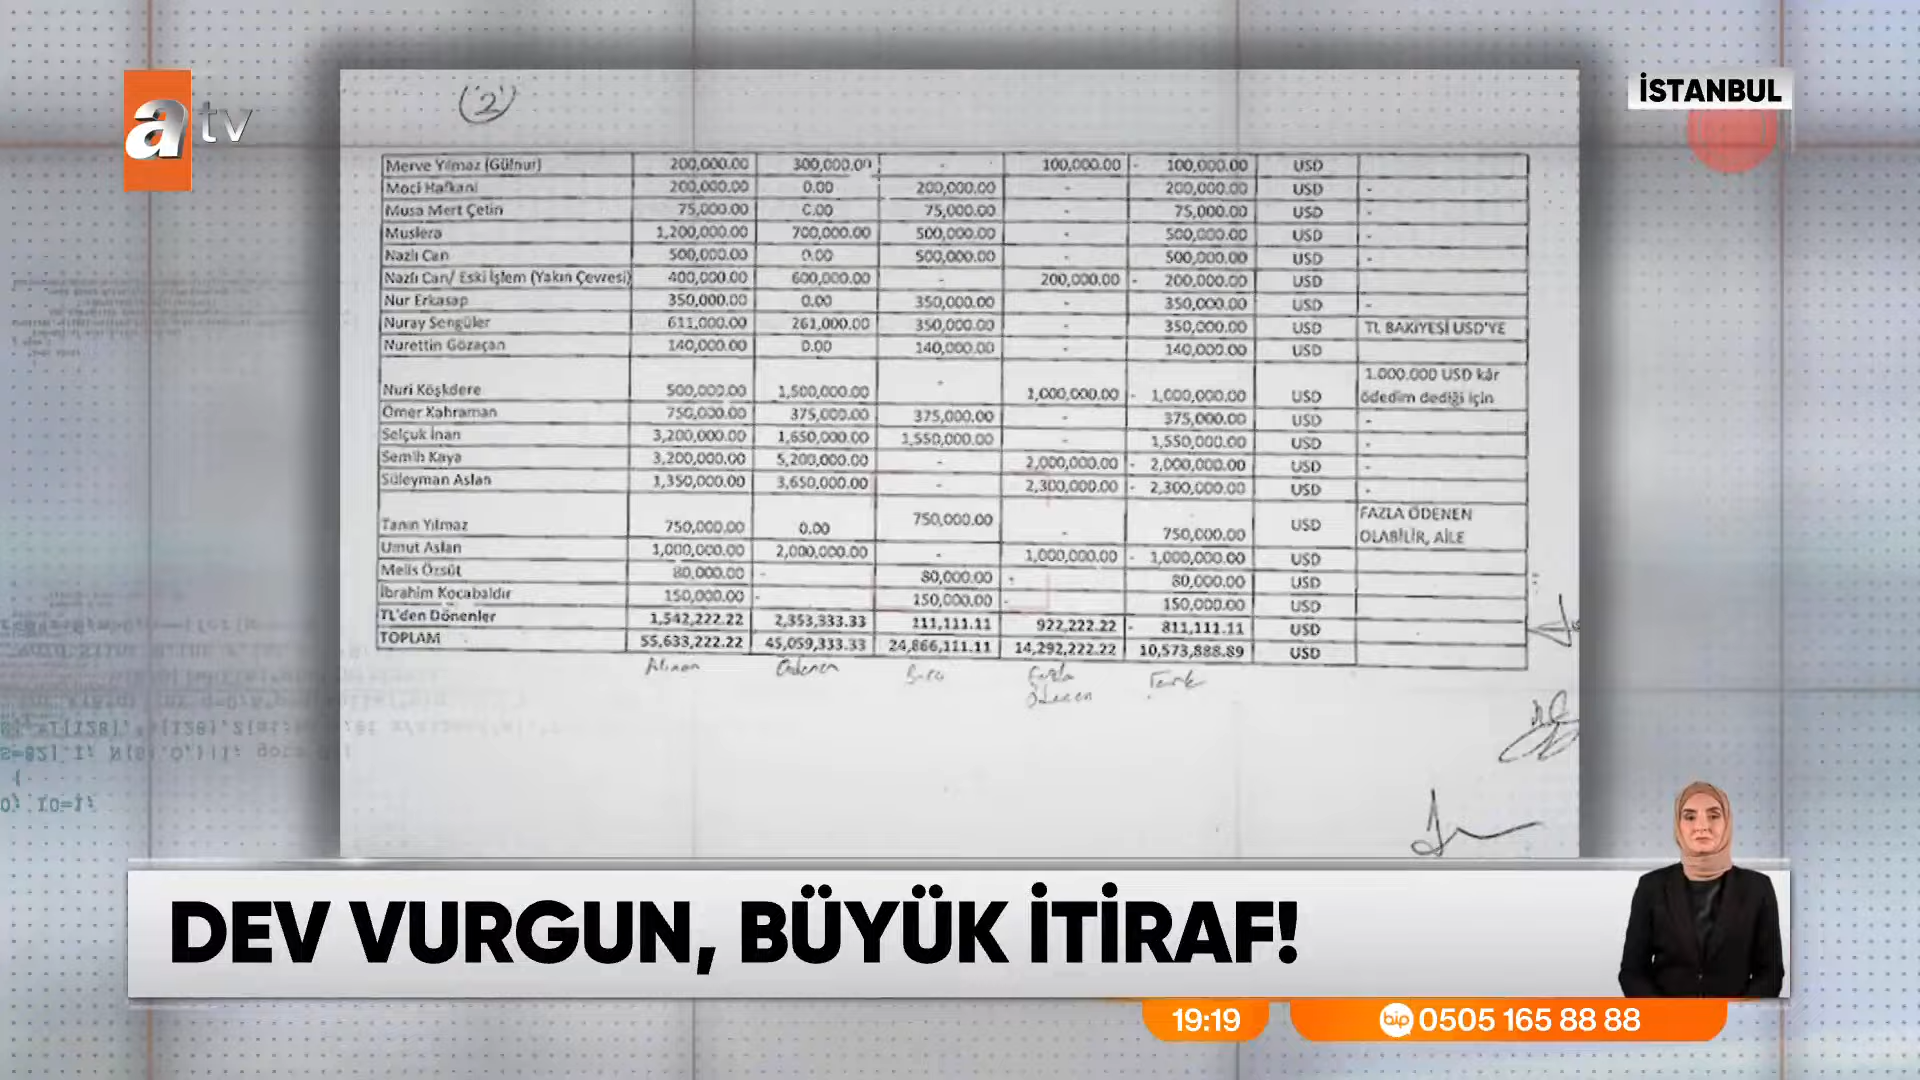 a tv
İSTANBUL
(2)
Merve Yılmaz (Gülnur) 200,000.00 300,000.00 - 100,000.00 - 100,000.00 USD
Moci Halkani 200,000.00 0.00 200,000.00 - 200,000.00 USD -
Musa Mert Çetin 75,000.00 0.00 75,000.00 - 75,000.00 USD -
Muslera 1,200,000.00 700,000.00 500,000.00 - 500,000.00 USD -
Nazlı Can 500,000.00 0.00 500,000.00 - 500,000.00 USD -
Nazlı Can/ Eski İşlem (Yakın Çevresi) 400,000.00 600,000.00 - 200,000.00 - 200,000.00 USD
Nur Erkasap 350,000.00 0.00 350,000.00 - 350,000.00 USD -
Nuray Sengüler 611,000.00 261,000.00 350,000.00 - 350,000.00 USD TL BAKİYESİ USD'YE
Nurettin Gözaçan 140,000.00 0.00 140,000.00 - 140,000.00 USD
Nuri Köşkdere 500,000.00 1,500,000.00 - 1,000,000.00 - 1,000,000.00 USD 1.000.000 USD kâr
ödedim dediği için
Ömer Kahraman 750,000.00 375,000.00 375,000.00 - 375,000.00 USD -
Selçuk İnan 3,200,000.00 1,650,000.00 1,550,000.00 - 1,550,000.00 USD -
Semih Kaya 3,200,000.00 5,200,000.00 - 2,000,000.00 - 2,000,000.00 USD -
Süleyman Aslan 1,350,000.00 3,650,000.00 - 2,300,000.00 - 2,300,000.00 USD -
Tanın Yılmaz 750,000.00 0.00 750,000.00 - 750,000.00 USD FAZLA ÖDENEN
OLABİLİR, AİLE
Umut Aslan 1,000,000.00 2,000,000.00 - 1,000,000.00 - 1,000,000.00 USD
Melis Özsüt 80,000.00 - 80,000.00 - 80,000.00 USD
İbrahim Kocabaldır 150,000.00 - 150,000.00 - 150,000.00 USD
TL'den Dönenler 1,542,222.22 2,353,333.33 111,111.11 922,222.22 - 811,111.11 USD
TOPLAM 55,633,222.22 45,059,333.33 24,866,111.11 14,292,222.22 10,573,888.89 USD
Alınan Ödenen Borç Fazla Fark
Ödenen
DEV VURGUN, BÜYÜK İTİRAF!
19:19 bip 0505 165 88 88